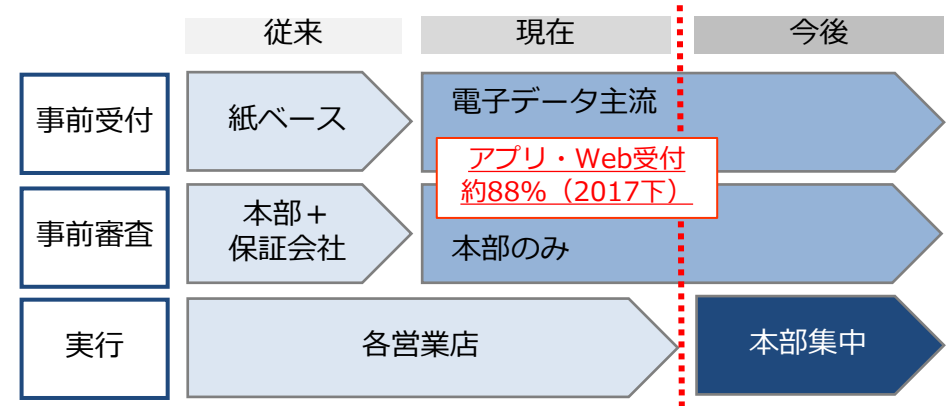 従来
現在
今後
事前受付
紙ベース
電子データ主流
アプリ・Web受付
約88%（2017下）
事前審査
本部＋
保証会社
本部のみ
実行
各営業店
本部集中